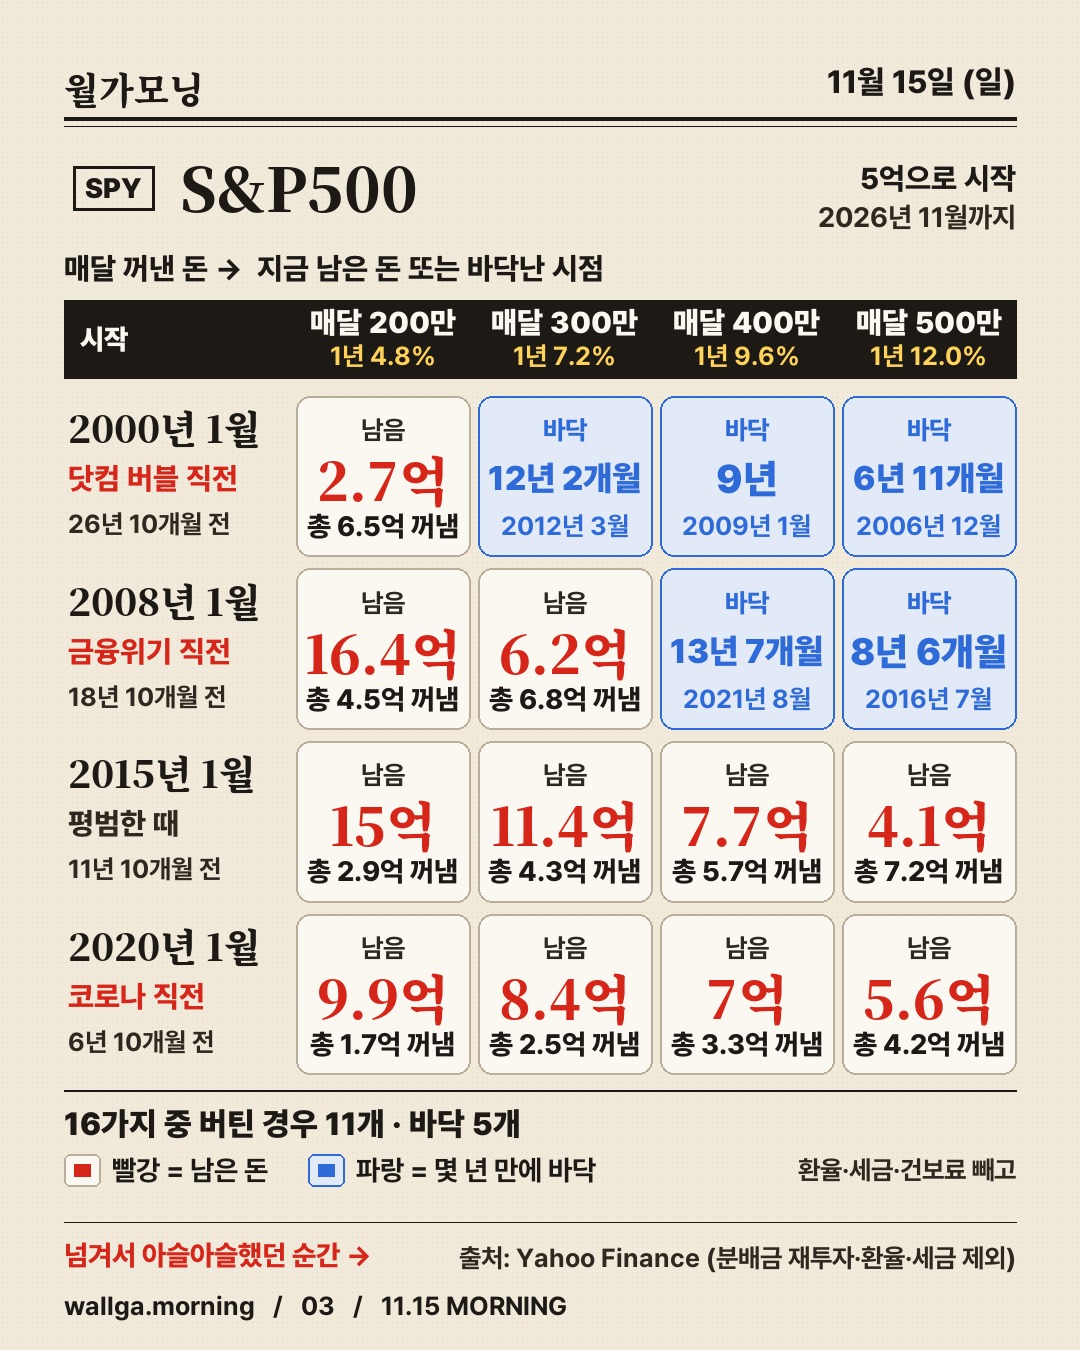 월가모닝
11월 15일 (일)
SPY S&P500
5억으로 시작
2026년 11월까지
매달 꺼낸 돈 → 지금 남은 돈 또는 바닥난 시점
시작
매달 200만 매달 300만 매달 400만 매달 500만
1년 4.8% 1년 7.2% 1년 9.6% 1년 12.0%
2000년 1월
닷컴 버블 직전
26년 10개월 전
남음
2.7억
총 6.5억 꺼냄
바닥
12년 2개월
2012년 3월
바닥
9년
2009년 1월
바닥
6년 11개월
2006년 12월
2008년 1월
금융위기 직전
18년 10개월 전
남음
16.4억
총 4.5억 꺼냄
남음
6.2억
총 6.8억 꺼냄
바닥
13년 7개월
2021년 8월
바닥
8년 6개월
2016년 7월
2015년 1월
평범한 때
11년 10개월 전
남음
15억
총 2.9억 꺼냄
남음
11.4억
총 4.3억 꺼냄
남음
7.7억
총 5.7억 꺼냄
남음
4.1억
총 7.2억 꺼냄
2020년 1월
코로나 직전
6년 10개월 전
남음
9.9억
총 1.7억 꺼냄
남음
8.4억
총 2.5억 꺼냄
남음
7억
총 3.3억 꺼냄
남음
5.6억
총 4.2억 꺼냄
16가지 중 버틴 경우 11개 · 바닥 5개
빨강 = 남은 돈
파랑 = 몇 년 만에 바닥
환율·세금·건보료 빼고
넘겨서 아슬아슬했던 순간 →
출처: Yahoo Finance (분배금 재투자·환율·세금 제외)
wallga.morning / 03 / 11.15 MORNING